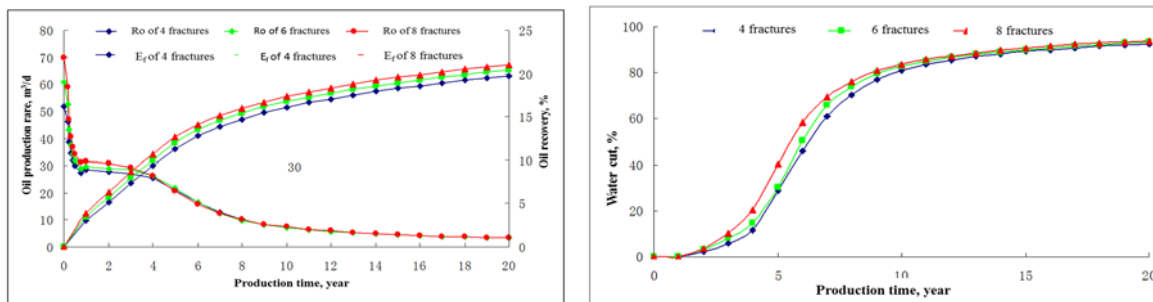 Ro of 4 fractures Ro of 6 fractures Ro of 8 fractures
Ef of 4 fractures Ef of 4 fractures Ef of 8 fractures
80
70
60
50
40
30
20
10
0
Oil production rare, m³/d
25
20
15
10
5
0
Oil recovery, %
30
0 2 4 6 8 10 12 14 16 18 20
Production time, year
4 fractures 6 fractures 8 fractures
100
80
60
40
20
0
Water cut, %
0 5 10 15 20
Production time, year